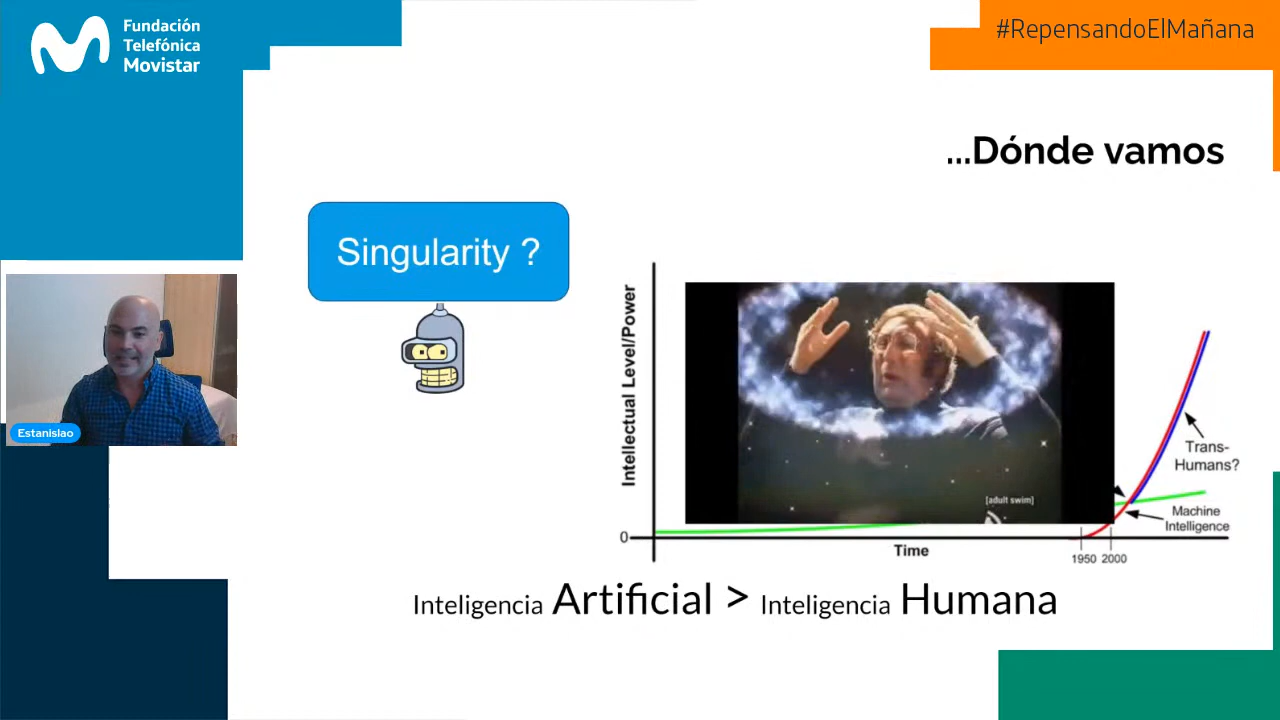 Fundación
Telefónica
Movistar
#RepensandoElMañana
...Dónde vamos
Singularity ?
Estanislao
Intellectual Level/Power
[adult swim]
Trans-
Humans?
Machine
Intelligence
0
Time
1950 2000
Inteligencia Artificial > Inteligencia Humana